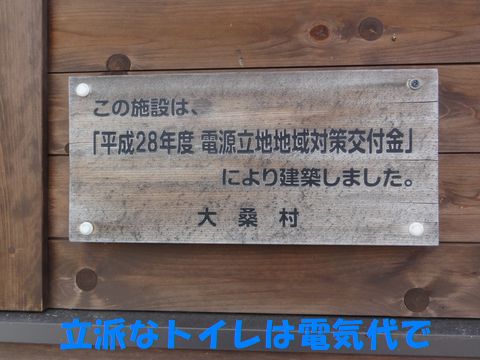 この施設は、
「平成28年度 電源立地地域対策交付金」
により建築しました。
大桑村
立派なトイレは電気代で